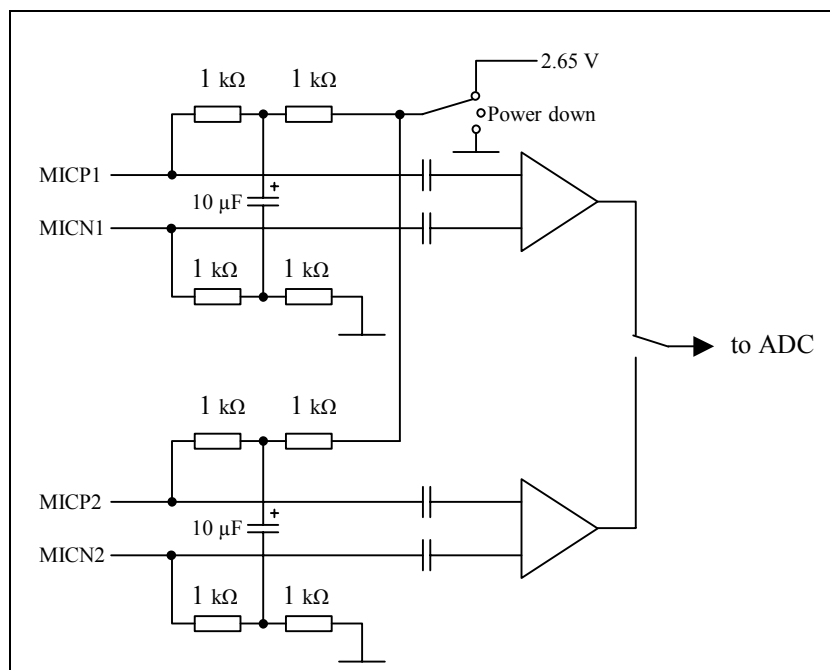 2.65 V
1 kΩ 1 kΩ
Power down
MICP1
+
10 µF
MICN1
1 kΩ 1 kΩ
to ADC
1 kΩ 1 kΩ
MICP2
+
10 µF
MICN2
1 kΩ 1 kΩ